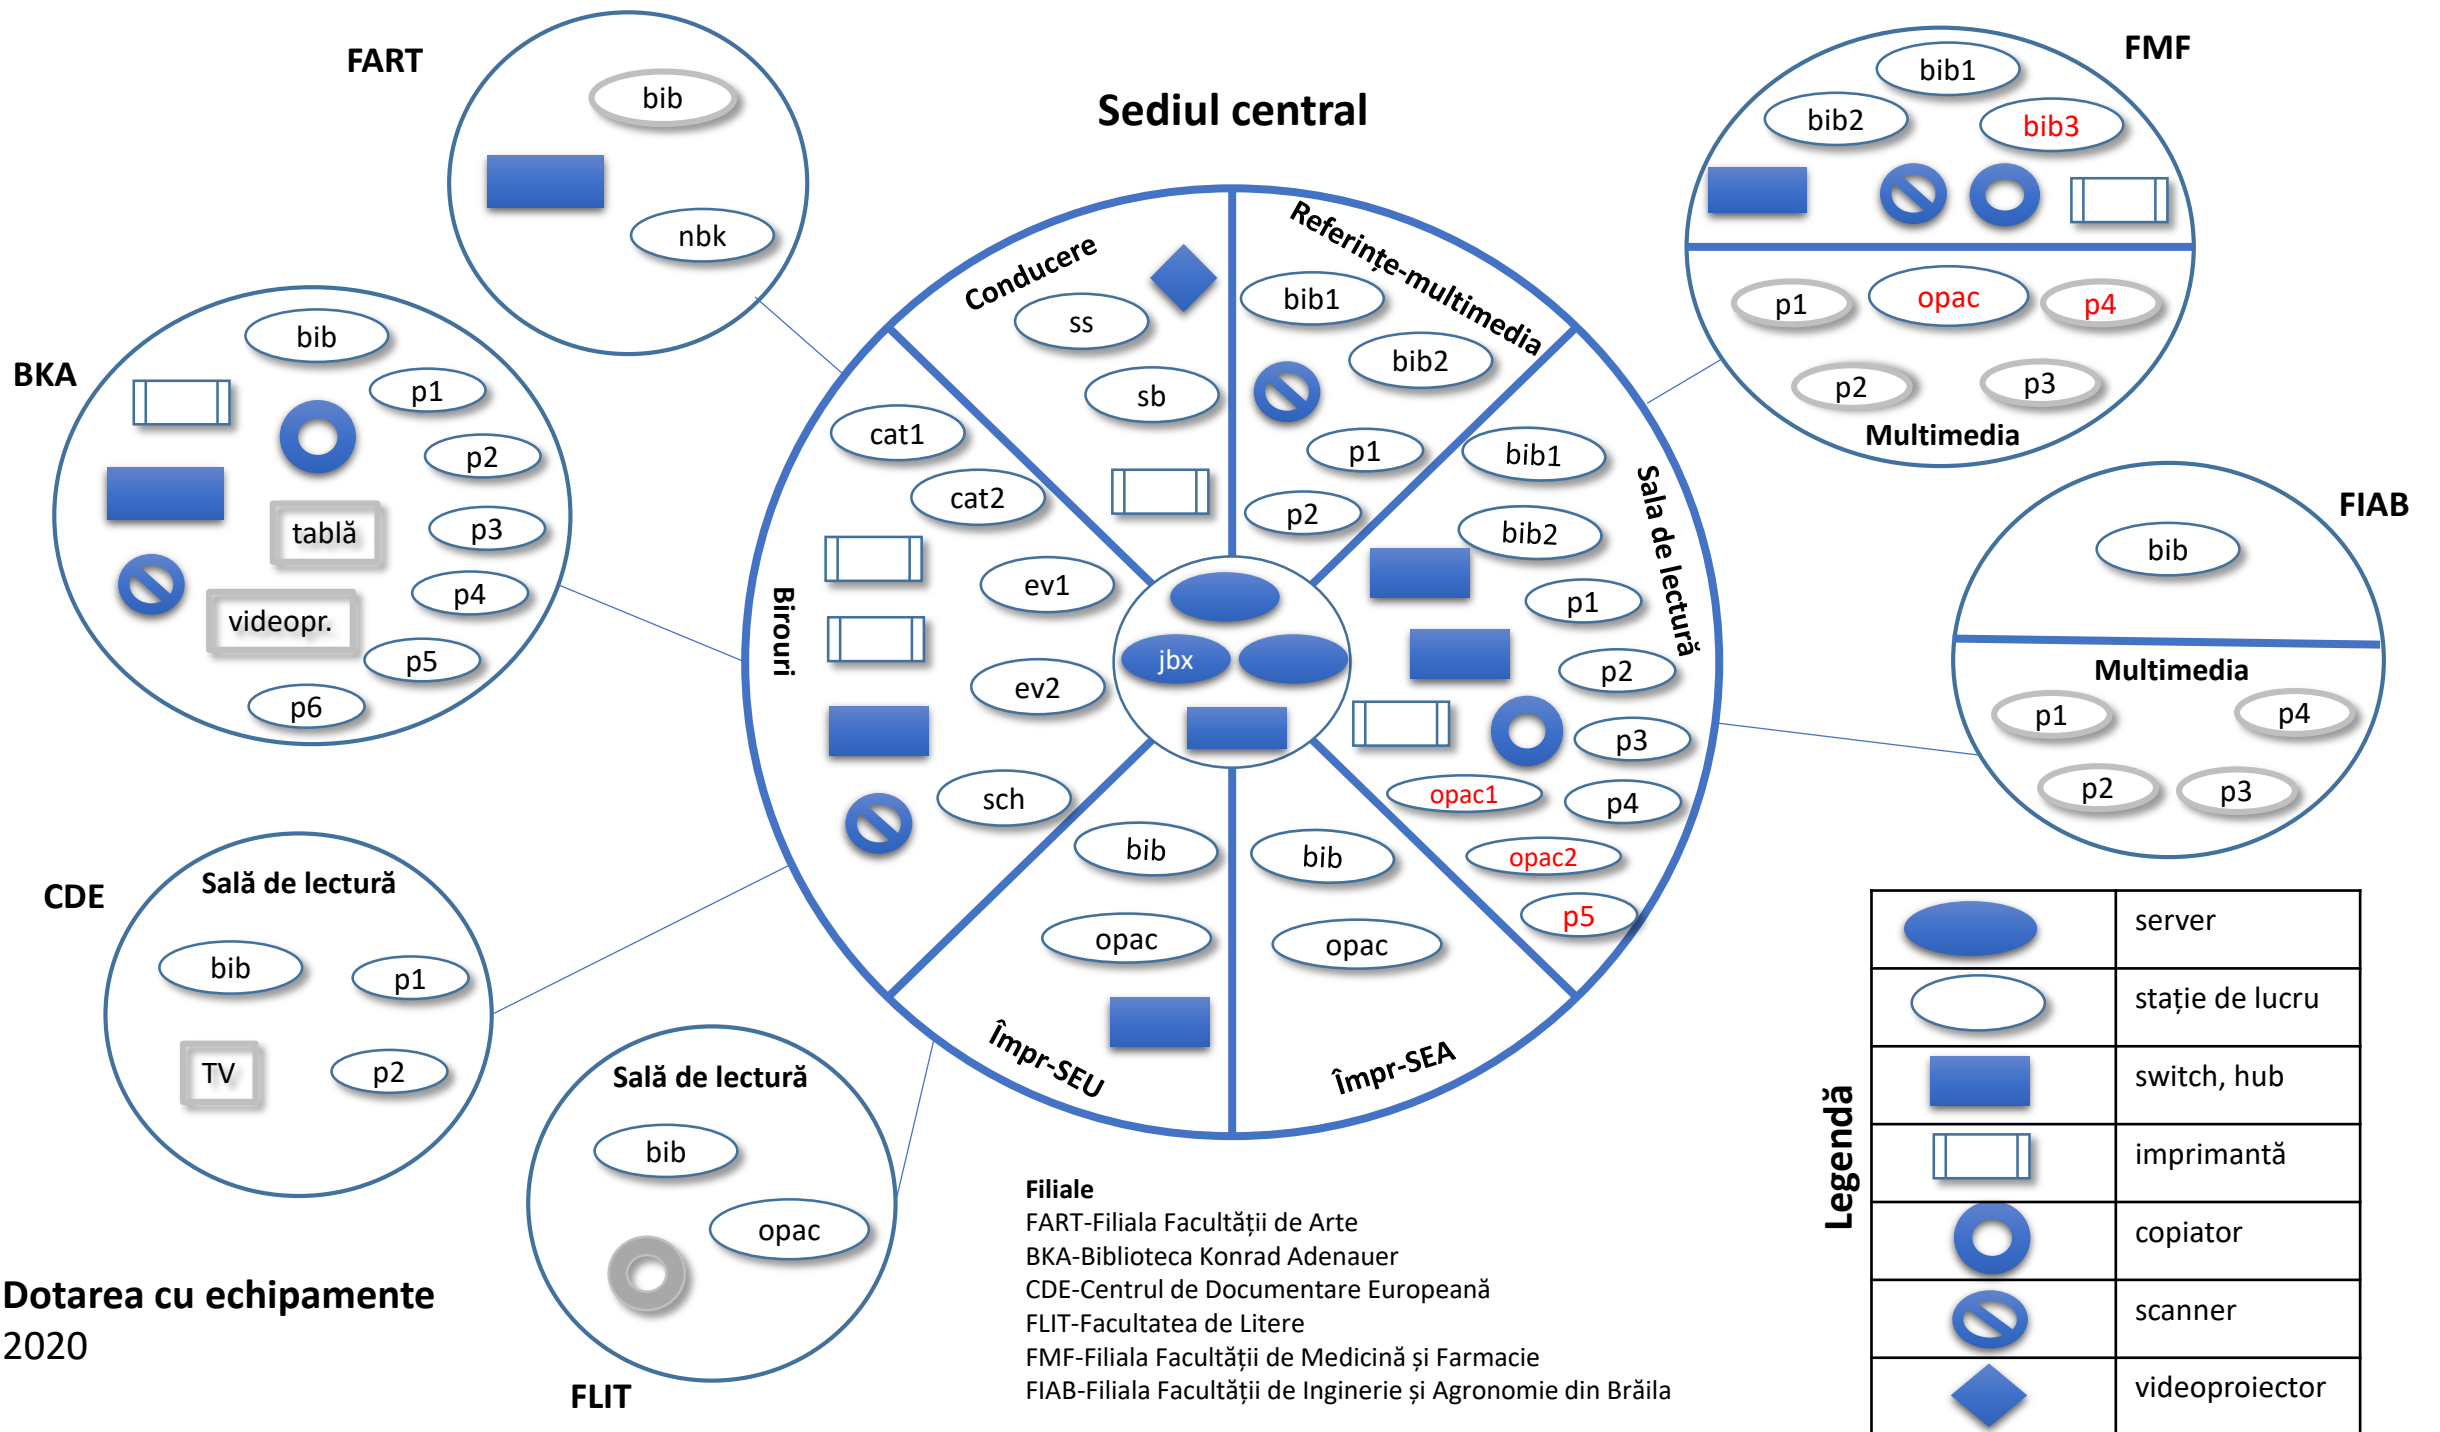 FART
bib
nbk
Sediul central
FMF
bib1
bib2
bib3
p1
opac
p4
p2
p3
Multimedia
BKA
bib
p1
p2
p3
p4
p5
p6
tablă
videopr.
Conducere
ss
sb
Referințe-multimedia
bib1
bib2
p1
p2
Sala de lectură
bib1
bib2
p1
p2
p3
p4
opac1
opac2
p5
Birouri
cat1
cat2
ev1
ev2
sch
jbx
Împr-SEU
bib
opac
Împr-SEA
bib
opac
FIAB
bib
Multimedia
p1
p4
p2
p3
CDE
Sală de lectură
bib
p1
TV
p2
Sală de lectură
bib
opac
FLIT
Dotarea cu echipamente
2020
Filiale
FART-Filiala Facultății de Arte
BKA-Biblioteca Konrad Adenauer
CDE-Centrul de Documentare Europeană
FLIT-Facultatea de Litere
FMF-Filiala Facultății de Medicină și Farmacie
FIAB-Filiala Facultății de Inginerie și Agronomie din Brăila
Legendă
server
stație de lucru
switch, hub
imprimantă
copiator
scanner
videoproiector